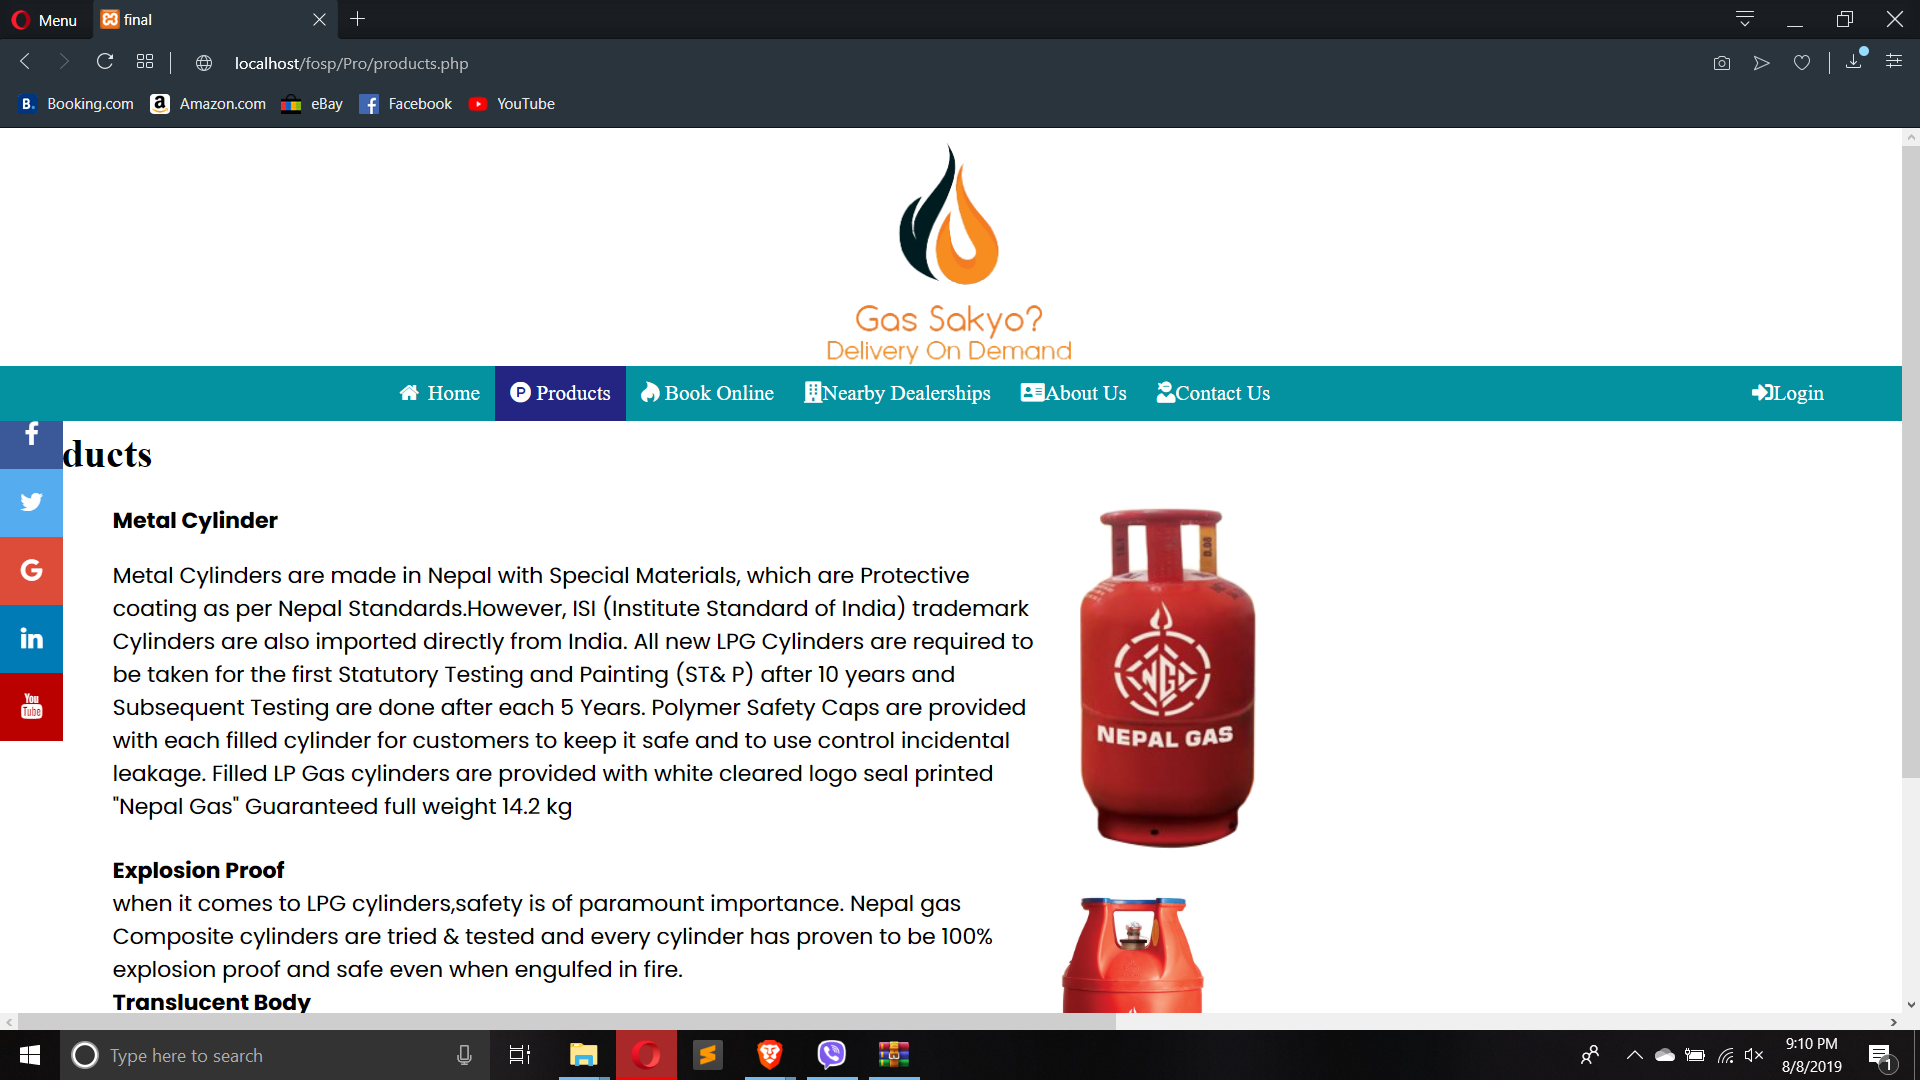 Menu
final
localhost/fosp/Pro/products.php
B. Booking.com
a Amazon.com
eBay
Facebook
YouTube
Gas Sakyo?
Delivery On Demand
Home
P Products
Book Online
Nearby Dealerships
About Us
Contact Us
Login
ducts
Metal Cylinder
Metal Cylinders are made in Nepal with Special Materials, which are Protective
coating as per Nepal Standards.However, ISI (Institute Standard of India) trademark
Cylinders are also imported directly from India. All new LPG Cylinders are required to
be taken for the first Statutory Testing and Painting (ST& P) after 10 years and
Subsequent Testing are done after each 5 Years. Polymer Safety Caps are provided
with each filled cylinder for customers to keep it safe and to use control incidental
leakage. Filled LP Gas cylinders are provided with white cleared logo seal printed
"Nepal Gas" Guaranteed full weight 14.2 kg
NEPAL GAS
Explosion Proof
when it comes to LPG cylinders,safety is of paramount importance. Nepal gas
Composite cylinders are tried & tested and every cylinder has proven to be 100%
explosion proof and safe even when engulfed in fire.
Translucent Body
f
G
in
You
Tube
Type here to search
9:10 PM
8/8/2019
1